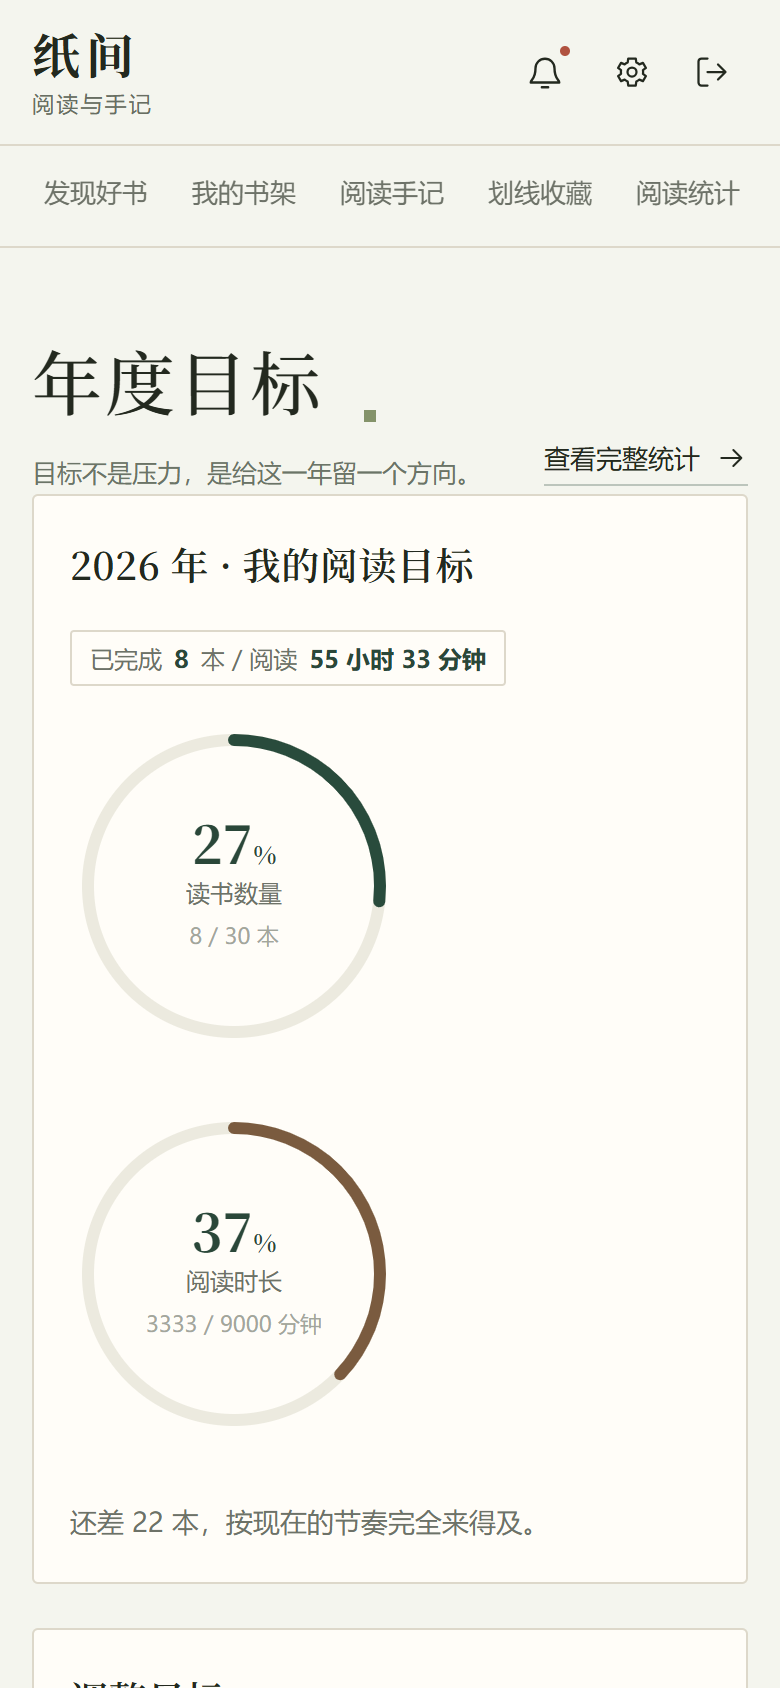 纸间
阅读与手记
发现好书 我的书架 阅读手记 划线收藏 阅读统计
年度目标
目标不是压力，是给这一年留一个方向。
查看完整统计 →
2026 年 · 我的阅读目标
已完成 8 本 / 阅读 55 小时 33 分钟
27%
读书数量
8 / 30 本
37%
阅读时长
3333 / 9000 分钟
还差 22 本，按现在的节奏完全来得及。
调整目标